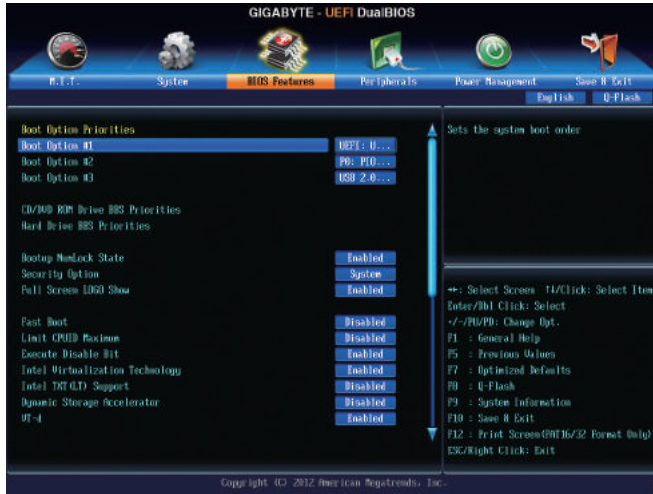 GIGABYTE - UEFI DualBIOS
M.I.T.
System
BIOS Features
Peripherals
Power Management
Save & Exit
English
Q-Flash
Boot Option Priorities
Boot Option #1 UEFI: U...
Boot Option #2 P0: PIO...
Boot Option #3 USB 2.0...
CD/DVD ROM Drive BBS Priorities
Hard Drive BBS Priorities
Bootup NumLock State Enabled
Security Option System
Full Screen LOGO Show Enabled
Fast Boot Disabled
Limit CPUID Maximum Disabled
Execute Disable Bit Enabled
Intel Virtualization Technology Enabled
Intel TXT(LT) Support Disabled
Dynamic Storage Accelerator Disabled
VT-d Enabled
Sets the system boot order
→←: Select Screen ↑↓/Click: Select Item
Enter/Dbl Click: Select
+/-/PU/PD: Change Opt.
F1 : General Help
F5 : Previous Values
F7 : Optimized Defaults
F8 : Q-Flash
F9 : System Information
F10 : Save & Exit
F12 : Print Screen(FAT16/32 Format Only)
ESC/Right Click: Exit
Copyright (C) 2012 American Megatrends, Inc.